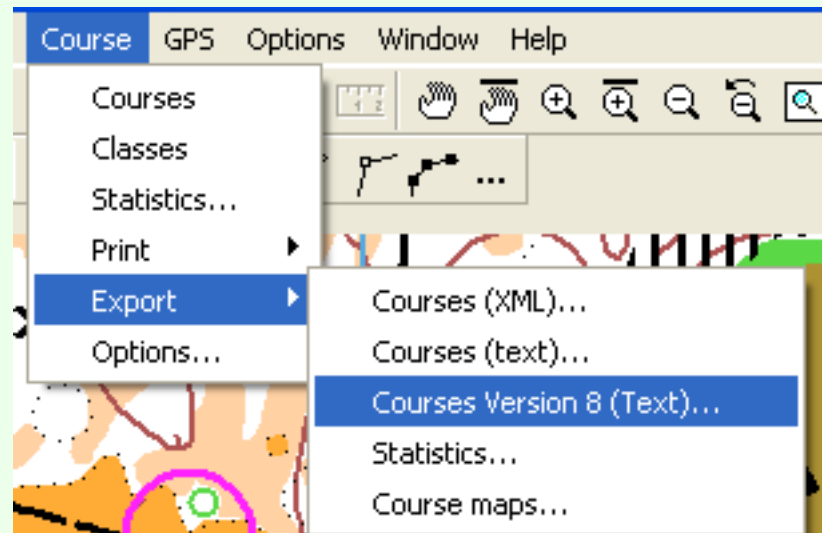 Course GPS Options Window Help
Courses
Classes
Statistics...
Print
Export
Options...
Courses (XML)...
Courses (text)...
Courses Version 8 (Text)...
Statistics...
Course maps...